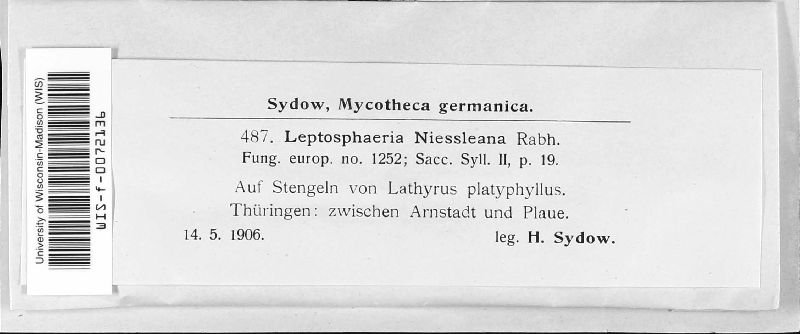 University of Wisconsin-Madison (WIS)
WIS-f-0072136
Sydow, Mycotheca germanica.
487. Leptosphaeria Niessleana Rabh.
Fung. europ. no. 1252; Sacc. Syll. II, p. 19.
Auf Stengeln von Lathyrus platyphyllus.
Thüringen: zwischen Arnstadt und Plaue.
14. 5. 1906. leg. H. Sydow.